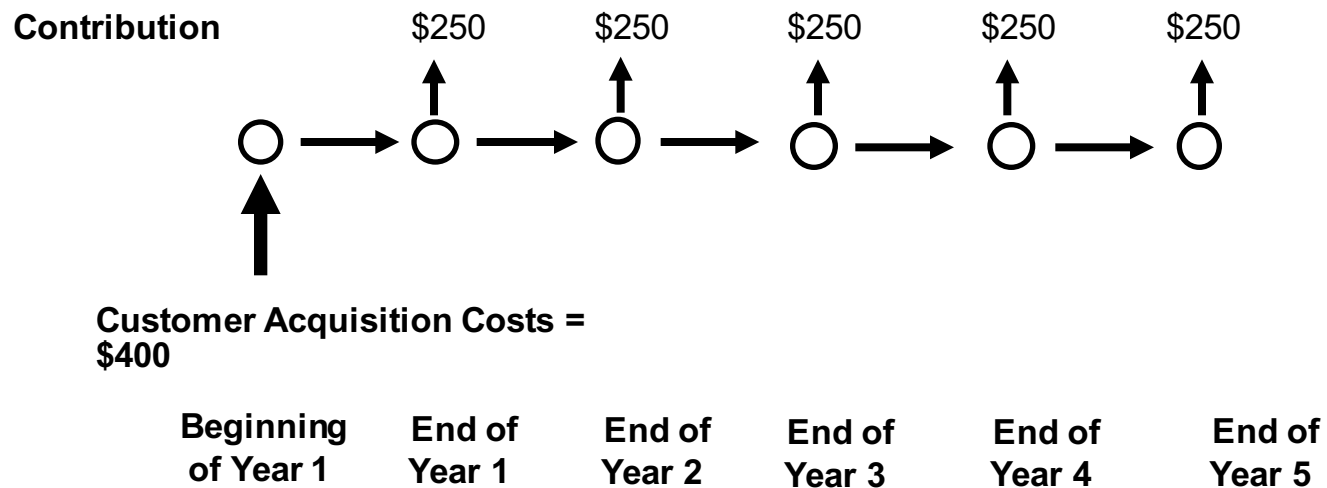 Contribution $250 $250 $250 $250 $250
Customer Acquisition Costs =
$400
Beginning
of Year 1
End of
Year 1
End of
Year 2
End of
Year 3
End of
Year 4
End of
Year 5